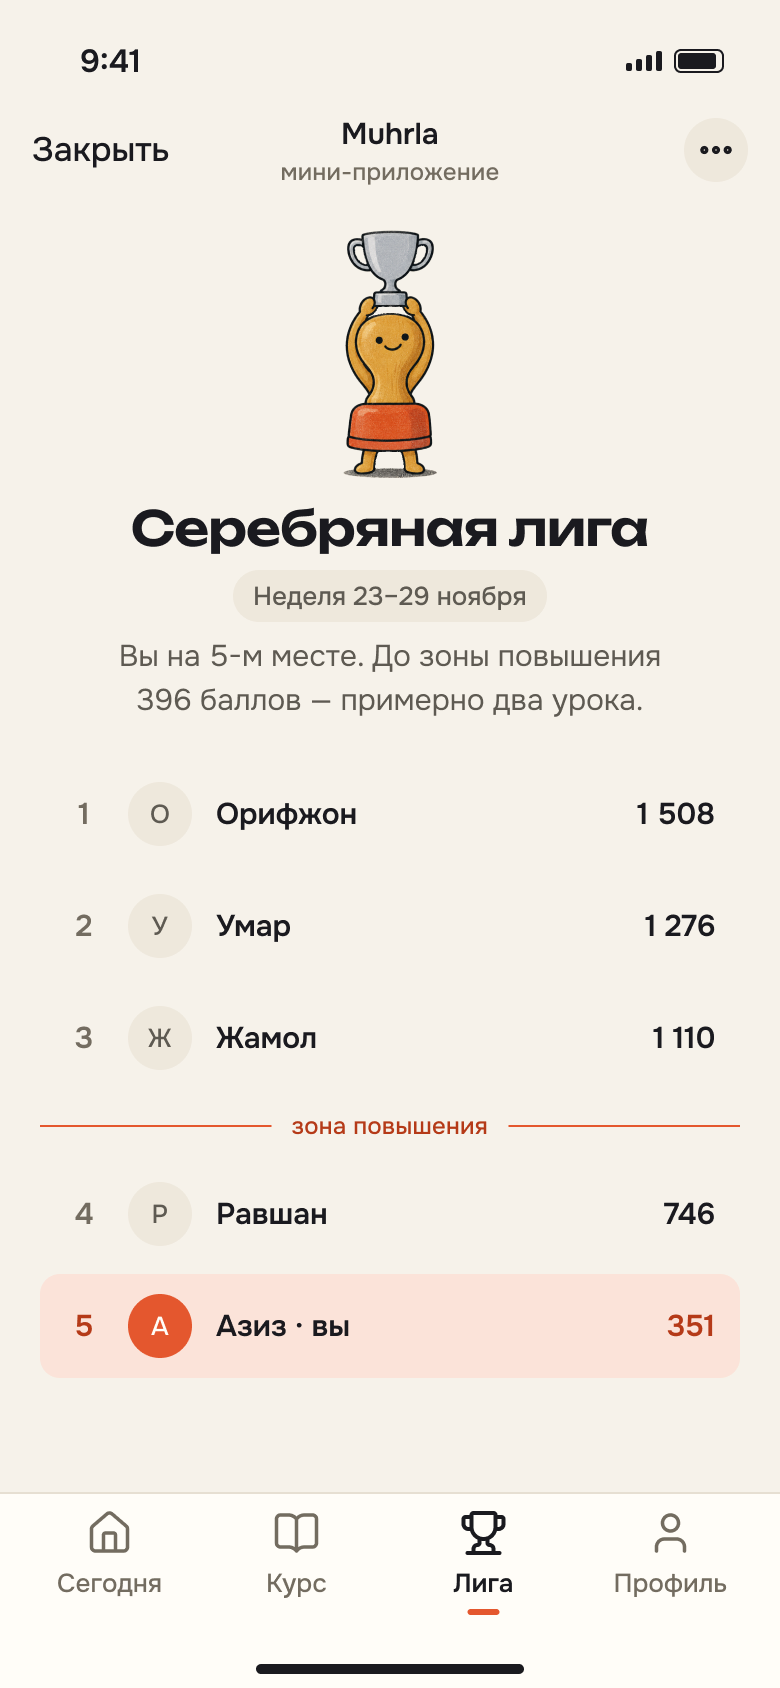 9:41
Закрыть
Muhrla
мини-приложение
Серебряная лига
Неделя 23–29 ноября
Вы на 5-м месте. До зоны повышения
396 баллов — примерно два урока.
1 О Орифжон 1 508
2 У Умар 1 276
3 Ж Жамол 1 110
зона повышения
4 Р Равшан 746
5 А Азиз · вы 351
Сегодня Курс Лига Профиль